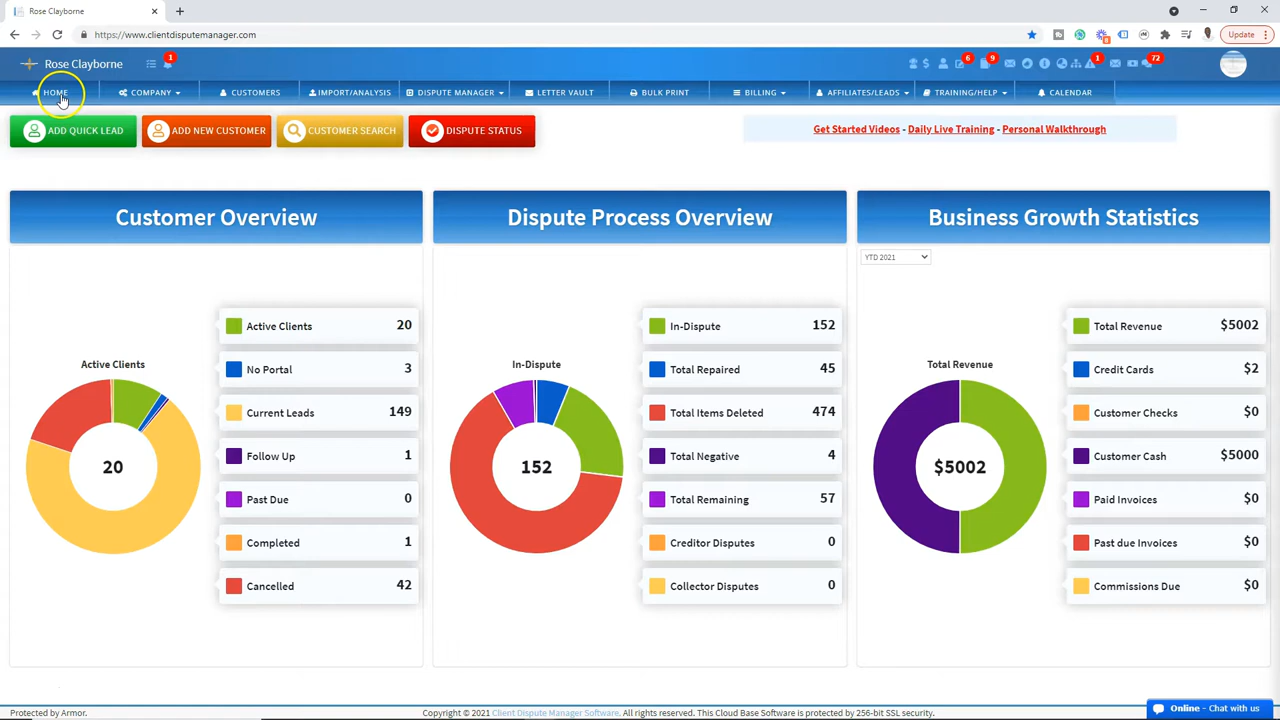 Rose Clayborne
https://www.clientdisputemanager.com
Update
Rose Clayborne 1 6 9 1 72
HOME COMPANY CUSTOMERS IMPORT/ANALYSIS DISPUTE MANAGER LETTER VAULT BULK PRINT BILLING AFFILIATES/LEADS TRAINING/HELP CALENDAR
ADD QUICK LEAD ADD NEW CUSTOMER CUSTOMER SEARCH DISPUTE STATUS Get Started Videos - Daily Live Training - Personal Walkthrough
Customer Overview
Active Clients
20
Active Clients 20
No Portal 3
Current Leads 149
Follow Up 1
Past Due 0
Completed 1
Cancelled 42
Dispute Process Overview
In-Dispute
152
In-Dispute 152
Total Repaired 45
Total Items Deleted 474
Total Negative 4
Total Remaining 57
Creditor Disputes 0
Collector Disputes 0
Business Growth Statistics
YTD 2021
Total Revenue
$5002
Total Revenue $5002
Credit Cards $2
Customer Checks $0
Customer Cash $5000
Paid Invoices $0
Past due Invoices $0
Commissions Due $0
Protected by Armor. Copyright © 2021 Client Dispute Manager Software. All rights reserved. This Cloud Base Software is protected by 256-bit SSL security.
Online - Chat with us